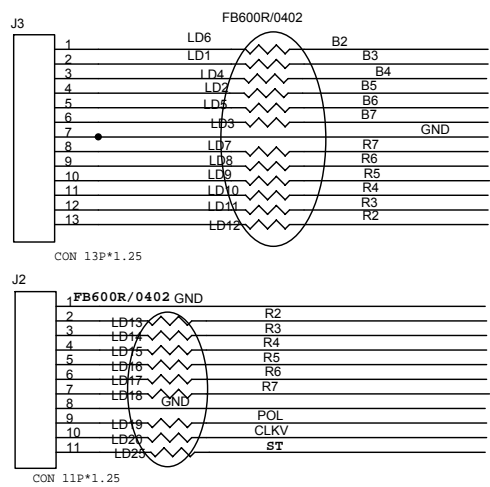 FB600R/0402
J3
1 LD6 B2
2 LD1 B3
3 LD4 B4
4 LD2 B5
5 LD5 B6
6 LD3 B7
7 GND
8 LD7 R7
9 LD8 R6
10 LD9 R5
11 LD10 R4
12 LD11 R3
13 LD12 R2
CON 13P*1.25
J2
1 FB600R/0402 GND
2 LD13 R2
3 LD14 R3
4 LD15 R4
5 LD16 R5
6 LD17 R6
7 LD18 R7
8 GND
9 LD19 POL
10 LD20 CLKV
11 LD25 ST
CON 11P*1.25